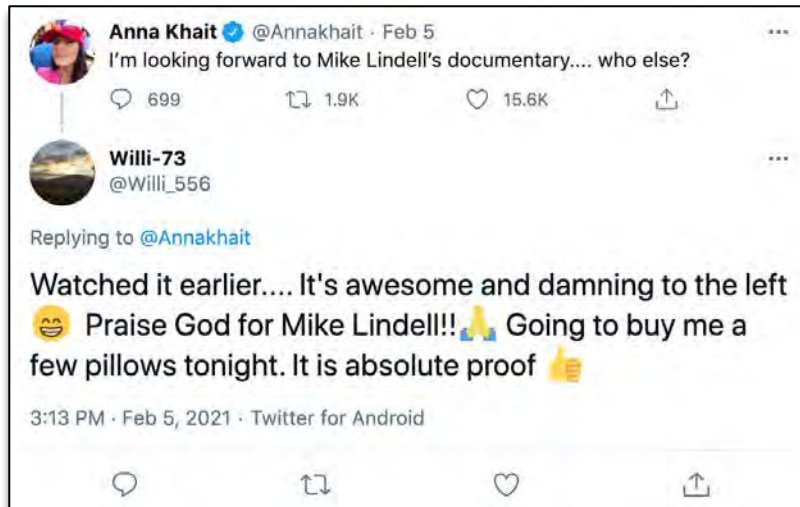 Anna Khait @Annakhait · Feb 5
I'm looking forward to Mike Lindell's documentary.... who else?
699 1.9K 15.6K
Willi-73
@Willi_556
Replying to @Annakhait
Watched it earlier.... It's awesome and damning to the left
😁 Praise God for Mike Lindell!!🙏 Going to buy me a
few pillows tonight. It is absolute proof 👍
3:13 PM · Feb 5, 2021 · Twitter for Android